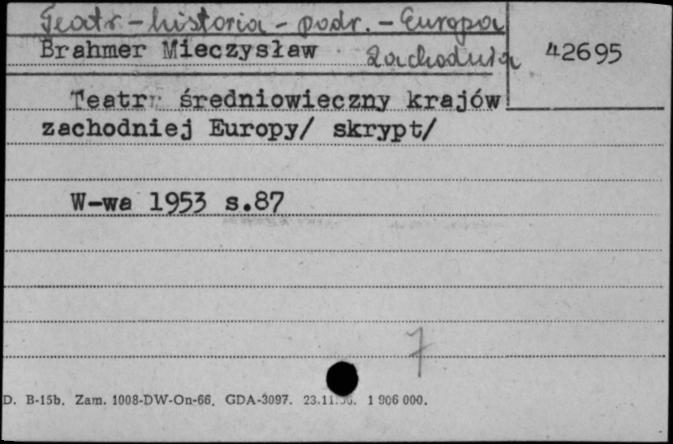 Teatr - historia - podr. - Europa
Zachodnia
Brahmer Mieczysław
42695
Teatr średniowieczny krajów
zachodniej Europy/ skrypt/
W-wa 1953 s.87
7
D. B-15b. Zam. 1008-DW-On-66. GDA-3097. 1 906 000.